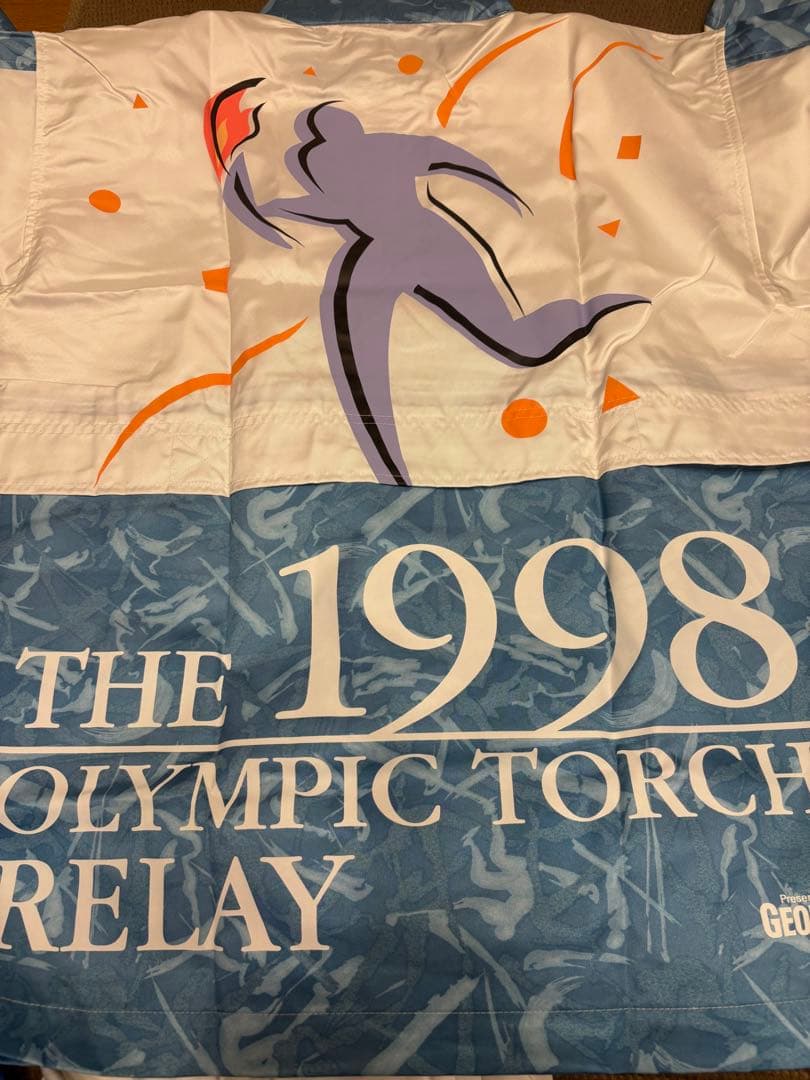 THE 1998
OLYMPIC TORCH
RELAY